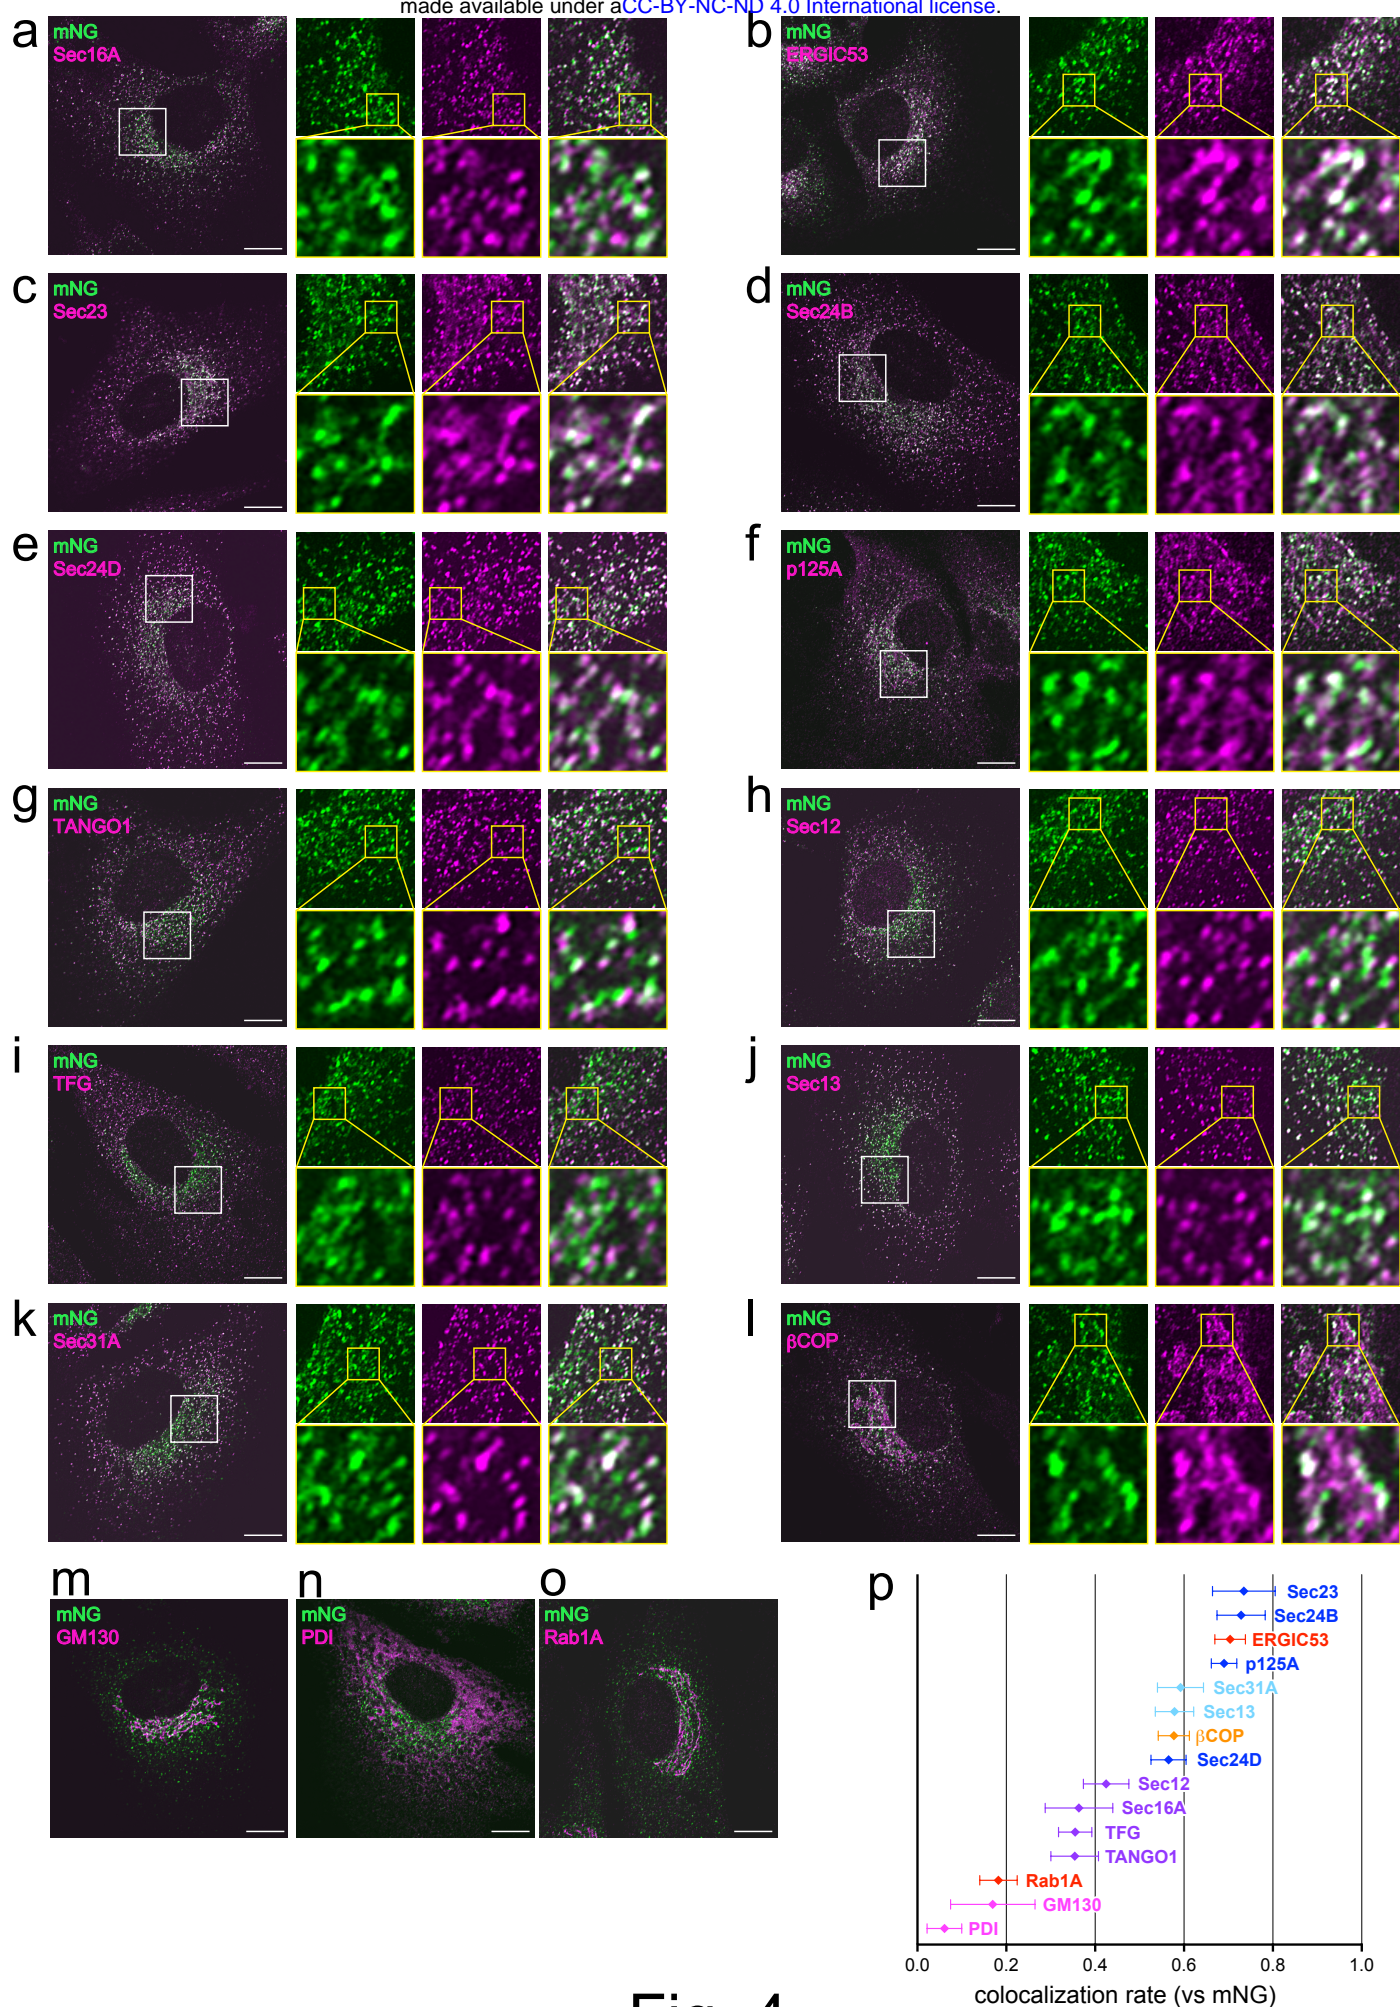 made available under aCC-BY-NC-ND 4.0 International license.
a
mNG
Sec16A
b
mNG
ERGIC53
c
mNG
Sec23
d
mNG
Sec24B
e
mNG
Sec24D
f
mNG
p125A
g
mNG
TANGO1
h
mNG
Sec12
i
mNG
TFG
j
mNG
Sec13
k
mNG
Sec31A
l
mNG
βCOP
m
mNG
GM130
n
mNG
PDI
o
mNG
Rab1A
p
Sec23
Sec24B
ERGIC53
p125A
Sec31A
Sec13
βCOP
Sec24D
Sec12
Sec16A
TFG
TANGO1
Rab1A
GM130
PDI
0.0 0.2 0.4 0.6 0.8 1.0
colocalization rate (vs mNG)
Fig. 4